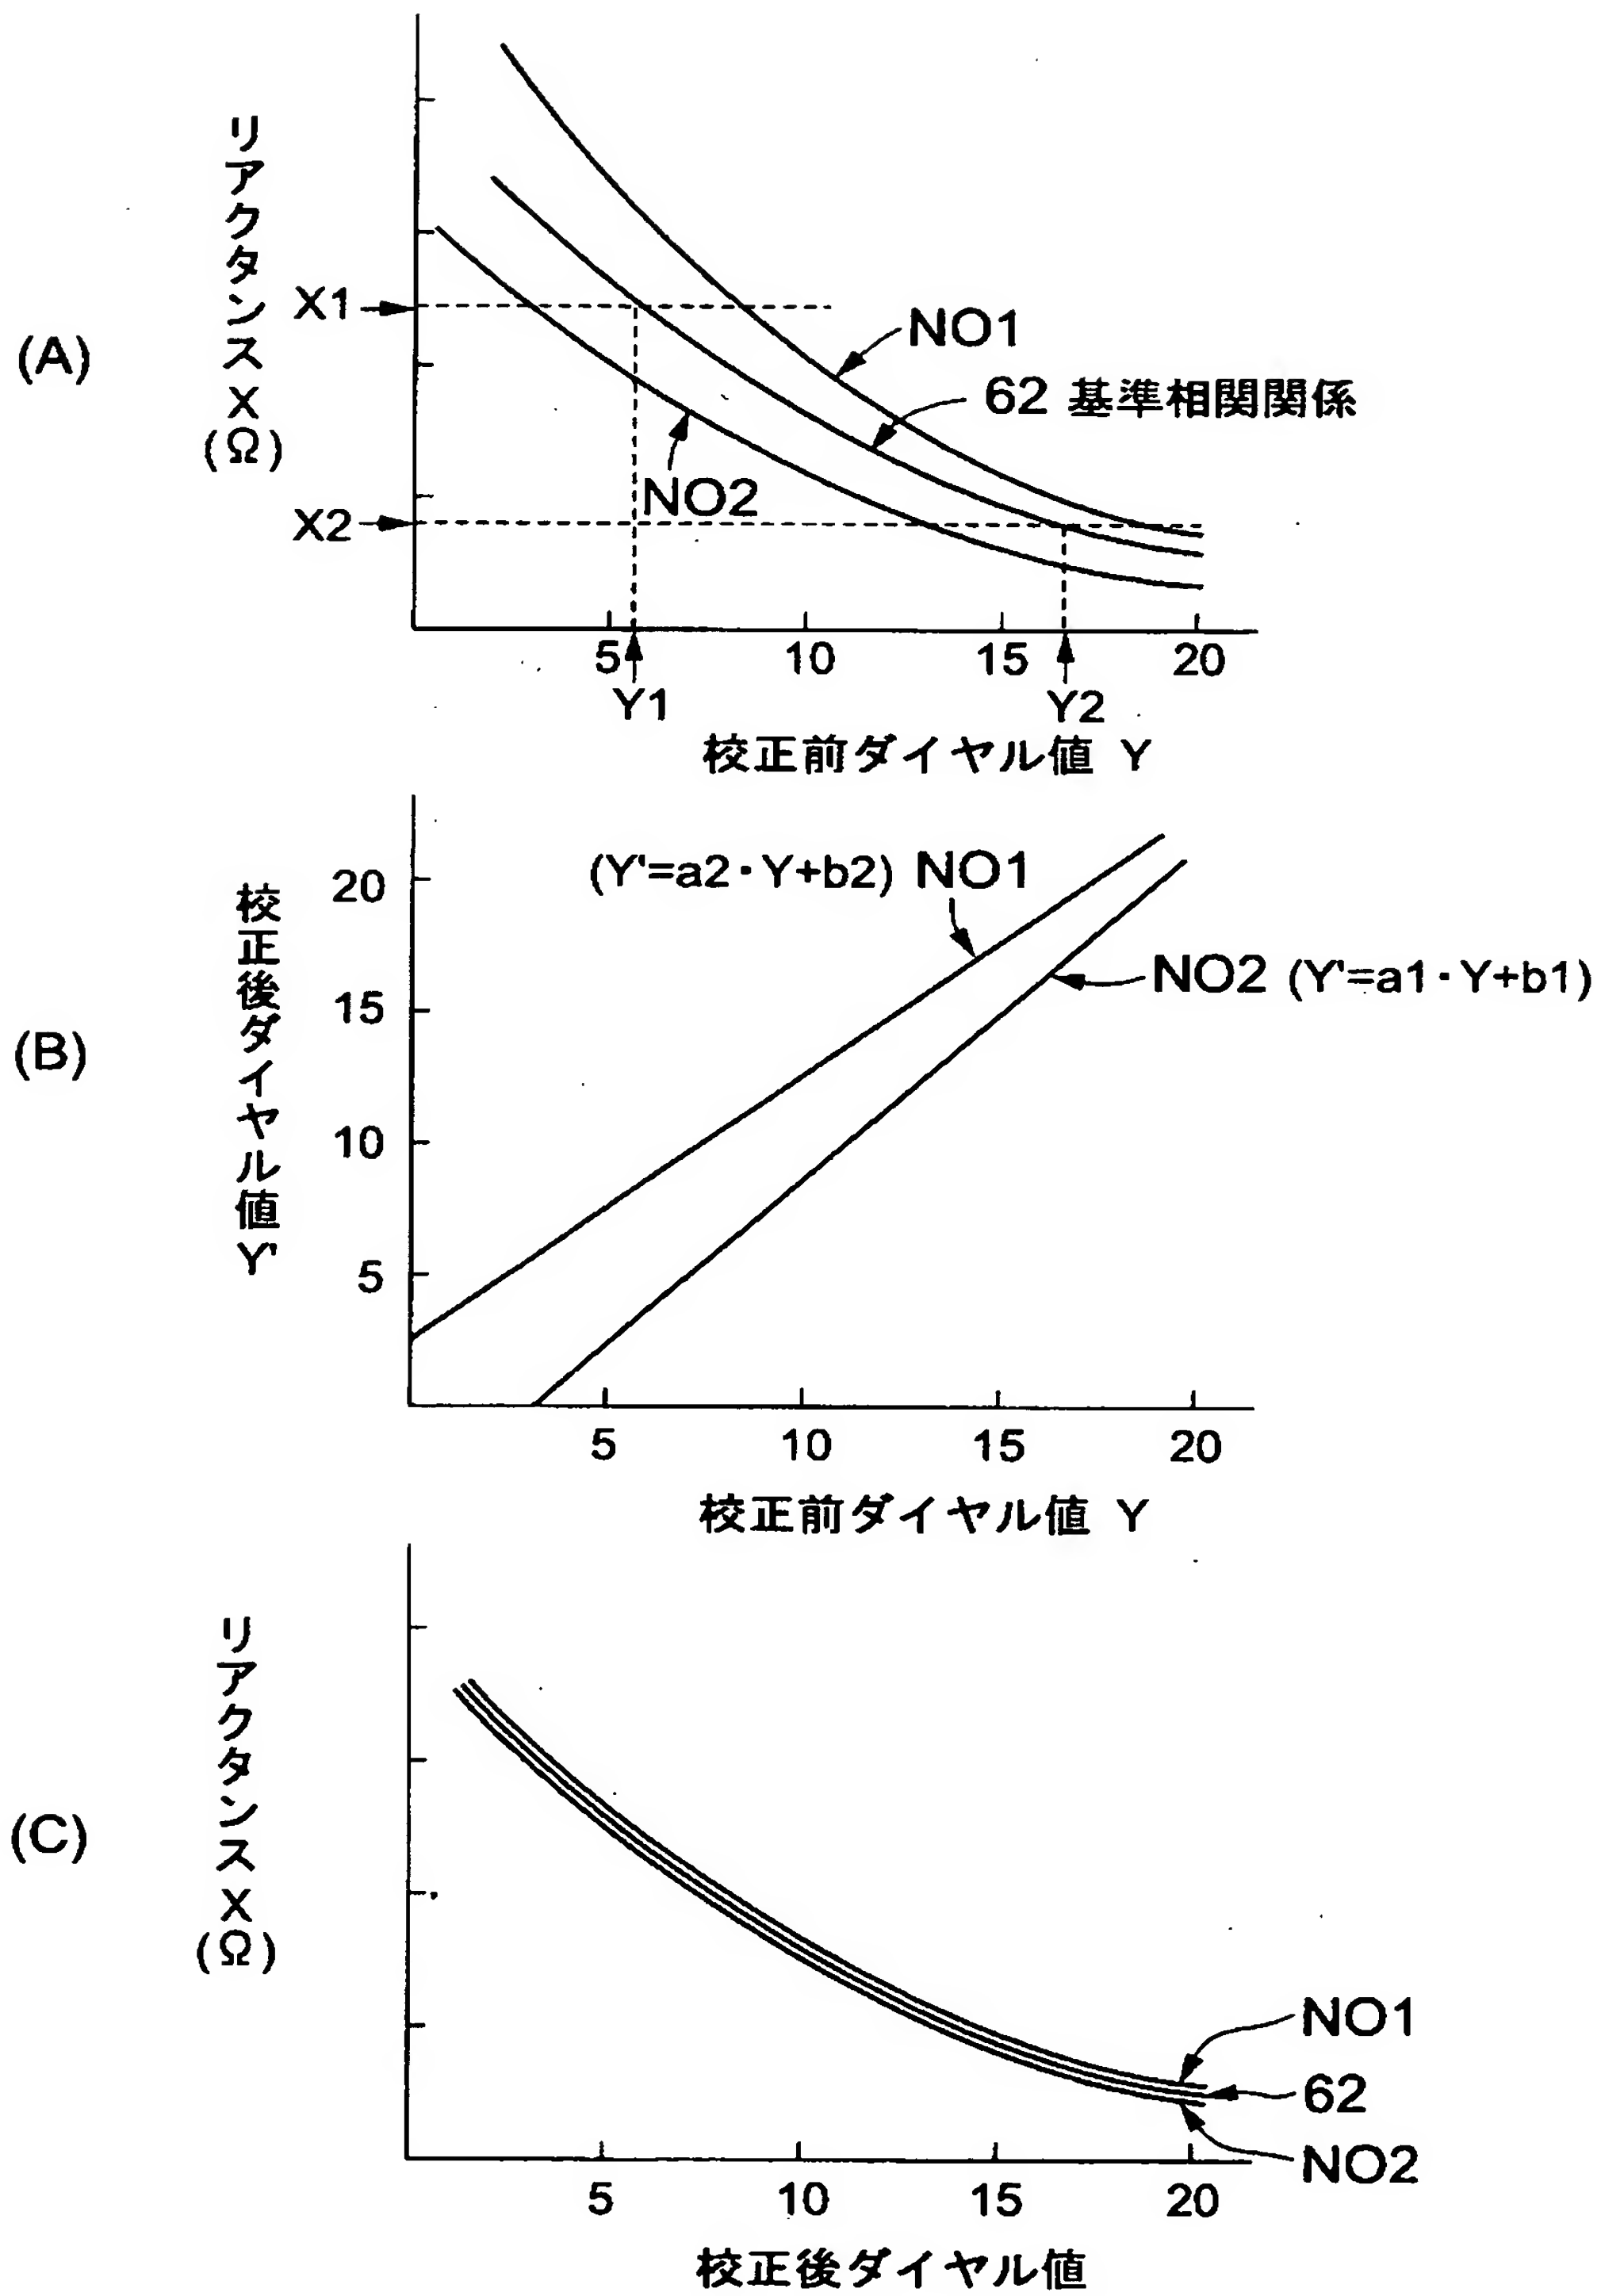 (A)
リアクタンス X (Ω)
X1
X2
NO1
62 基準相関関係
NO2
5 10 15 20
Y1 Y2
校正前ダイヤル値 Y
(B)
校正後ダイヤル値 Y'
20
15
10
5
(Y'=a2・Y+b2) NO1
NO2 (Y'=a1・Y+b1)
5 10 15 20
校正前ダイヤル値 Y
(C)
リアクタンス X (Ω)
NO1
62
NO2
5 10 15 20
校正後ダイヤル値